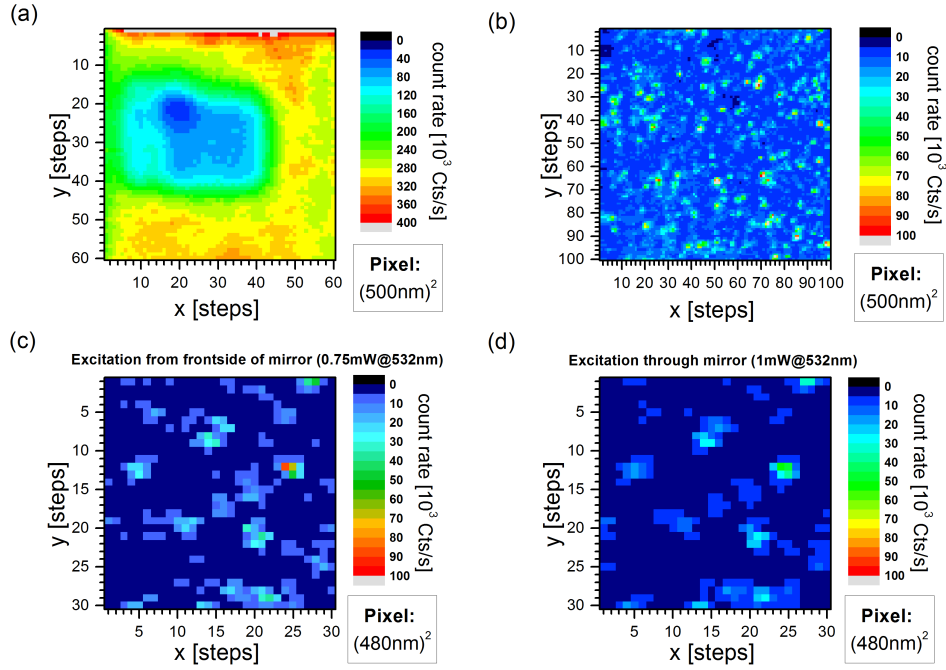 (a)
0
40
80
120
160
200
240
280
320
360
400
count rate [10³ Cts/s]
10
20
30
40
50
60
y [steps]
10 20 30 40 50 60
x [steps]
Pixel:
(500nm)²
(b)
0
10
20
30
40
50
60
70
80
90
100
count rate [10³ Cts/s]
10
20
30
40
50
60
70
80
90
100
y [steps]
10 20 30 40 50 60 70 80 90 100
x [steps]
Pixel:
(500nm)²
(c)
Excitation from frontside of mirror (0.75mW@532nm)
0
10
20
30
40
50
60
70
80
90
100
count rate [10³ Cts/s]
5
10
15
20
25
30
y [steps]
5 10 15 20 25 30
x [steps]
Pixel:
(480nm)²
(d)
Excitation through mirror (1mW@532nm)
0
10
20
30
40
50
60
70
80
90
100
count rate [10³ Cts/s]
5
10
15
20
25
30
y [steps]
5 10 15 20 25 30
x [steps]
Pixel:
(480nm)²